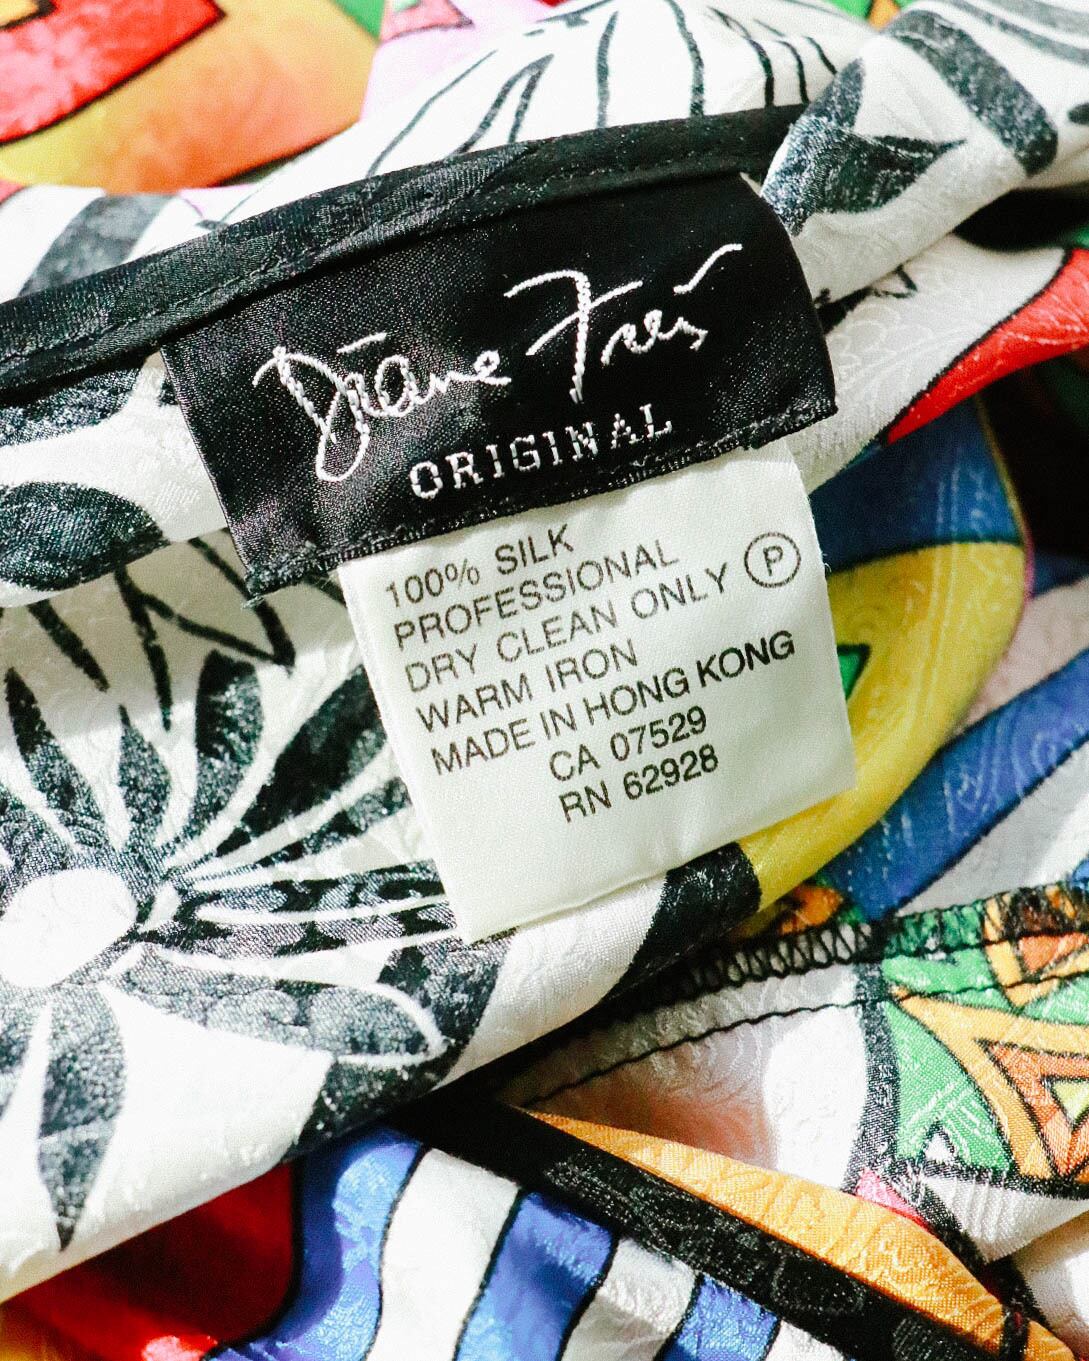 Diane Freis
ORIGINAL
100% SILK
PROFESSIONAL
DRY CLEAN ONLY Ⓟ
WARM IRON
MADE IN HONG KONG
CA 07529
RN 62928